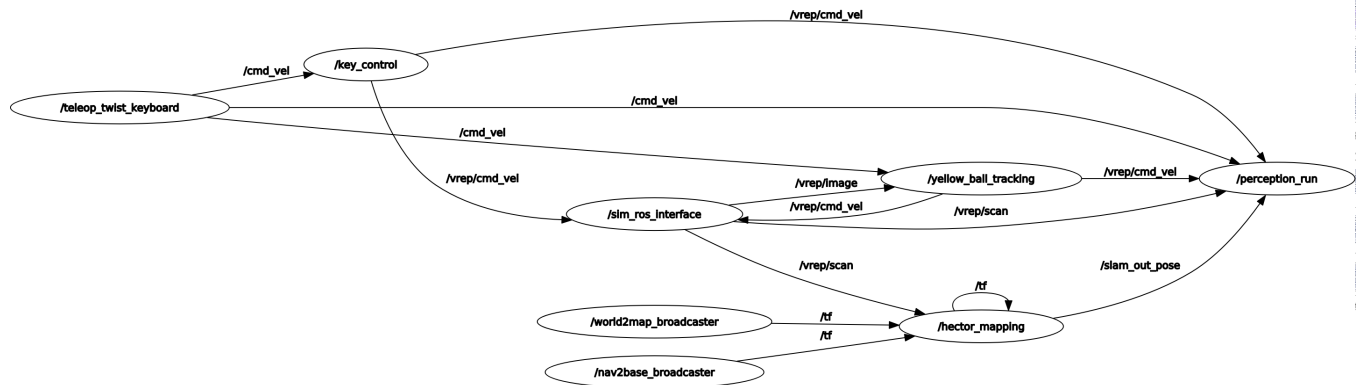 /vrep/cmd_vel
/key_control
/cmd_vel
/teleop_twist_keyboard
/cmd_vel
/cmd_vel
/vrep/cmd_vel
/vrep/image
/yellow_ball_tracking
/vrep/cmd_vel
/perception_run
/sim_ros_interface
/vrep/cmd_vel
/vrep/scan
/vrep/scan
/slam_out_pose
/tf
/world2map_broadcaster
/tf
/hector_mapping
/tf
/nav2base_broadcaster